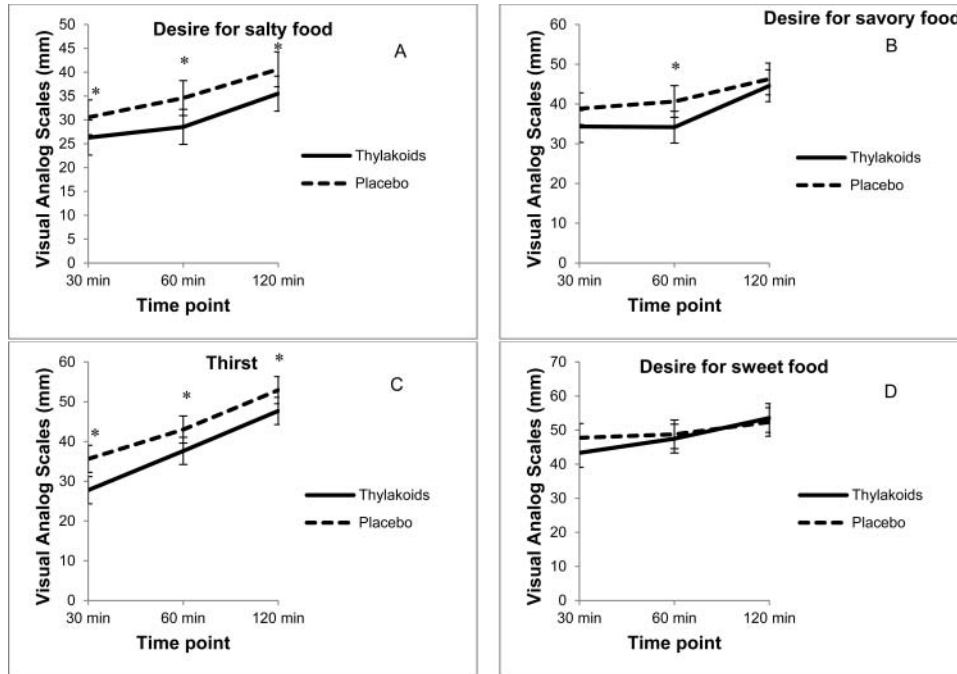 Desire for salty food
A
Visual Analog Scales (mm)
50
45
40
35
30
25
20
15
10
5
0
*
*
*
Thylakoids
Placebo
30 min
60 min
120 min
Time point
Desire for savory food
B
Visual Analog Scales (mm)
60
50
40
30
20
10
0
*
Thylakoids
Placebo
30 min
60 min
120 min
Time point
Thirst
C
Visual Analog Scales (mm)
60
50
40
30
20
10
0
*
*
*
Thylakoids
Placebo
30 min
60 min
120 min
Time point
Desire for sweet food
D
Visual Analog Scales (mm)
70
60
50
40
30
20
10
0
Thylakoids
Placebo
30 min
60 min
120 min
Time point